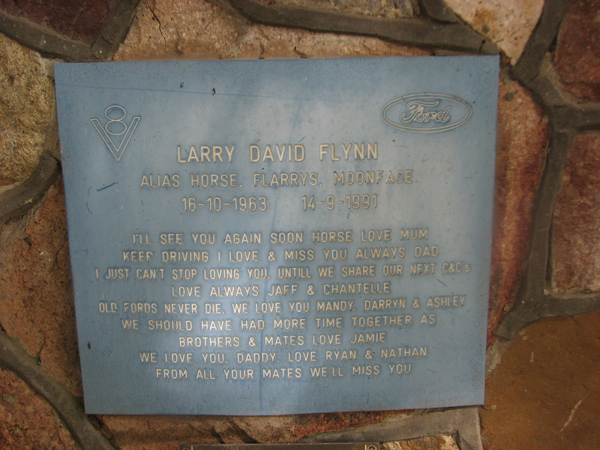 V8
Ford
LARRY DAVID FLYNN
ALIAS HORSE, FLARRYS, MOONFACE.
16-10-1963 14-9-1991
I'LL SEE YOU AGAIN SOON HORSE LOVE MUM
KEEP DRIVING I LOVE & MISS YOU ALWAYS DAD
I JUST CAN'T STOP LOVING YOU, UNTILL WE SHARE OUR NEXT C&C's
LOVE ALWAYS JAFF & CHANTELLE
OLD FORDS NEVER DIE, WE LOVE YOU MANDY, DARRYN & ASHLEY
WE SHOULD HAVE HAD MORE TIME TOGETHER AS
BROTHERS & MATES LOVE JAMIE
WE LOVE YOU, DADDY, LOVE RYAN & NATHAN
FROM ALL YOUR MATES WE'LL MISS YOU